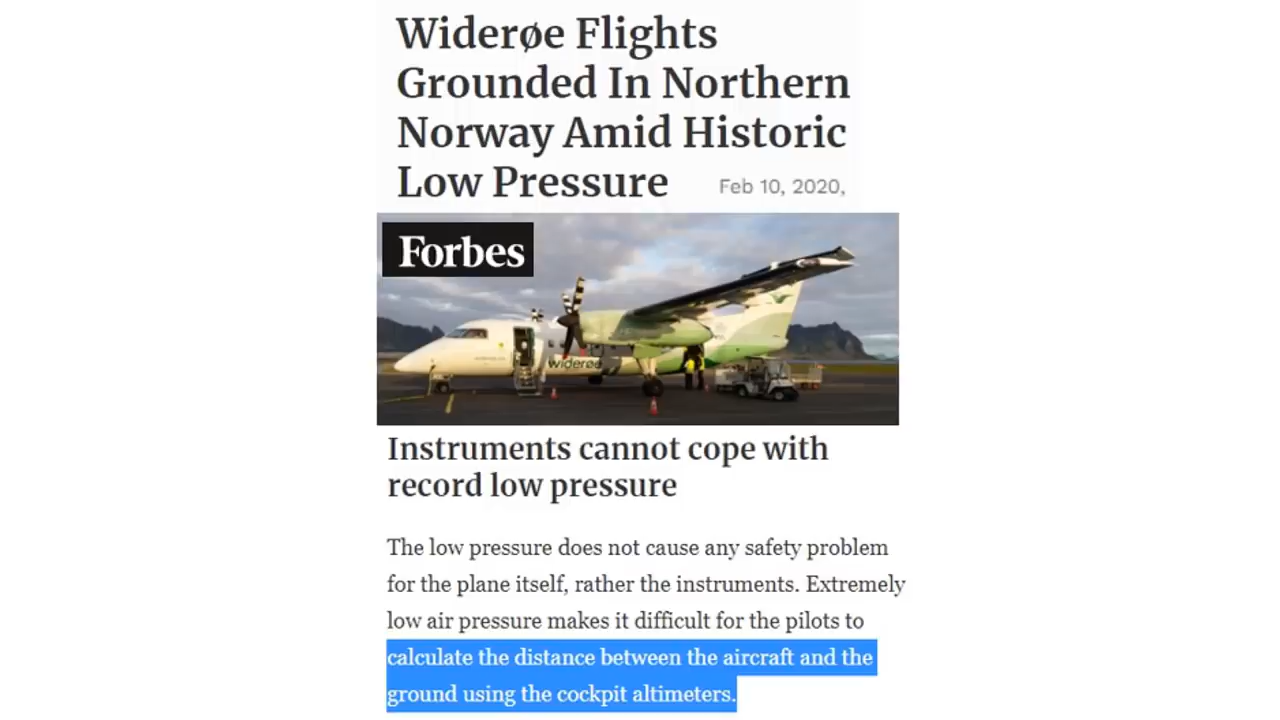 Widerøe Flights
Grounded In Northern
Norway Amid Historic
Low Pressure Feb 10, 2020,
Forbes
widerøe
Instruments cannot cope with
record low pressure
The low pressure does not cause any safety problem
for the plane itself, rather the instruments. Extremely
low air pressure makes it difficult for the pilots to
calculate the distance between the aircraft and the
ground using the cockpit altimeters.